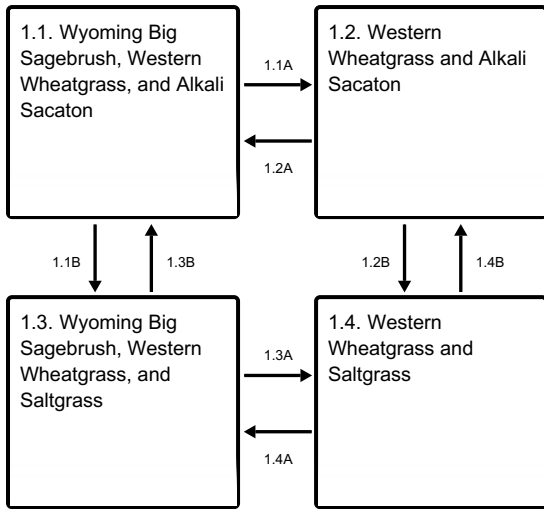 1.1. Wyoming Big
Sagebrush, Western
Wheatgrass, and Alkali
Sacaton
1.1A
1.2A
1.2. Western
Wheatgrass and Alkali
Sacaton
1.1B
1.3B
1.2B
1.4B
1.3. Wyoming Big
Sagebrush, Western
Wheatgrass, and
Saltgrass
1.3A
1.4A
1.4. Western
Wheatgrass and
Saltgrass